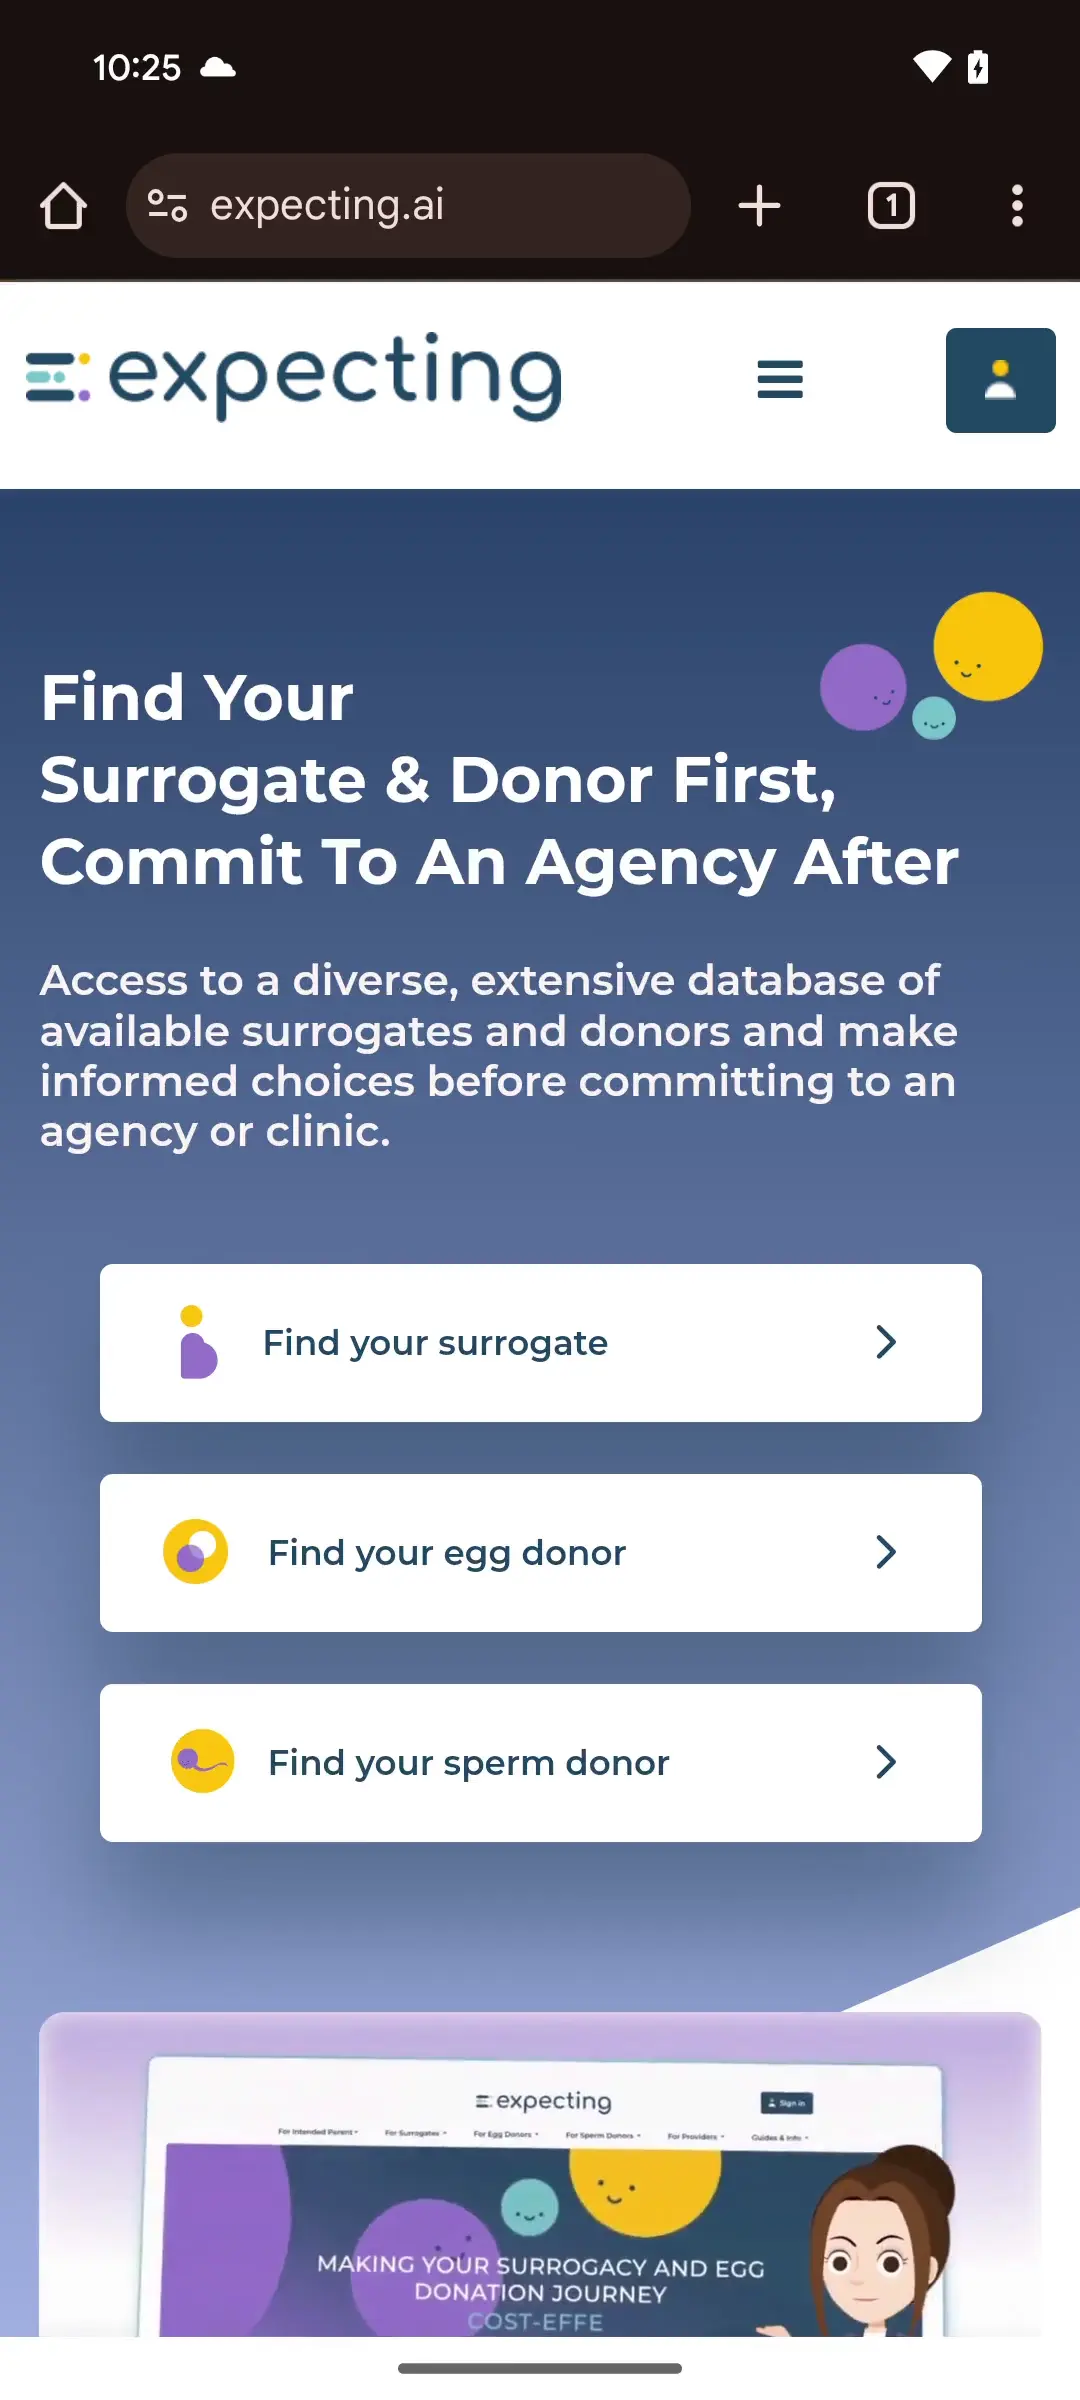 10:25
expecting.ai
1
expecting
Find Your
Surrogate & Donor First,
Commit To An Agency After
Access to a diverse, extensive database of
available surrogates and donors and make
informed choices before committing to an
agency or clinic.
Find your surrogate
Find your egg donor
Find your sperm donor
expecting
Sign in
For Intended Parent
For Surrogates
For Egg Donors
For Sperm Donors
For Providers
Guides & Info
MAKING YOUR SURROGACY AND EGG
DONATION JOURNEY
COST-EFFE